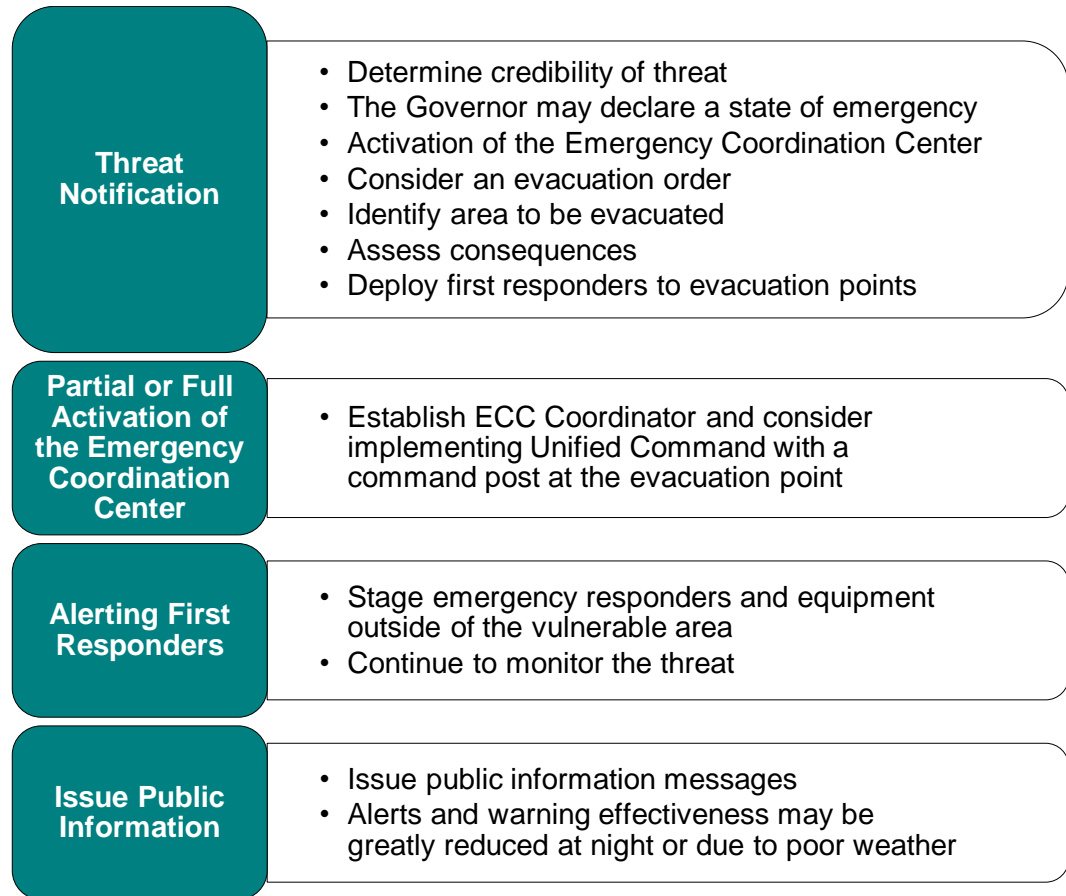 Threat
Notification
• Determine credibility of threat
• The Governor may declare a state of emergency
• Activation of the Emergency Coordination Center
• Consider an evacuation order
• Identify area to be evacuated
• Assess consequences
• Deploy first responders to evacuation points
Partial or Full
Activation of
the Emergency
Coordination
Center
• Establish ECC Coordinator and consider
implementing Unified Command with a
command post at the evacuation point
Alerting First
Responders
• Stage emergency responders and equipment
outside of the vulnerable area
• Continue to monitor the threat
Issue Public
Information
• Issue public information messages
• Alerts and warning effectiveness may be
greatly reduced at night or due to poor weather